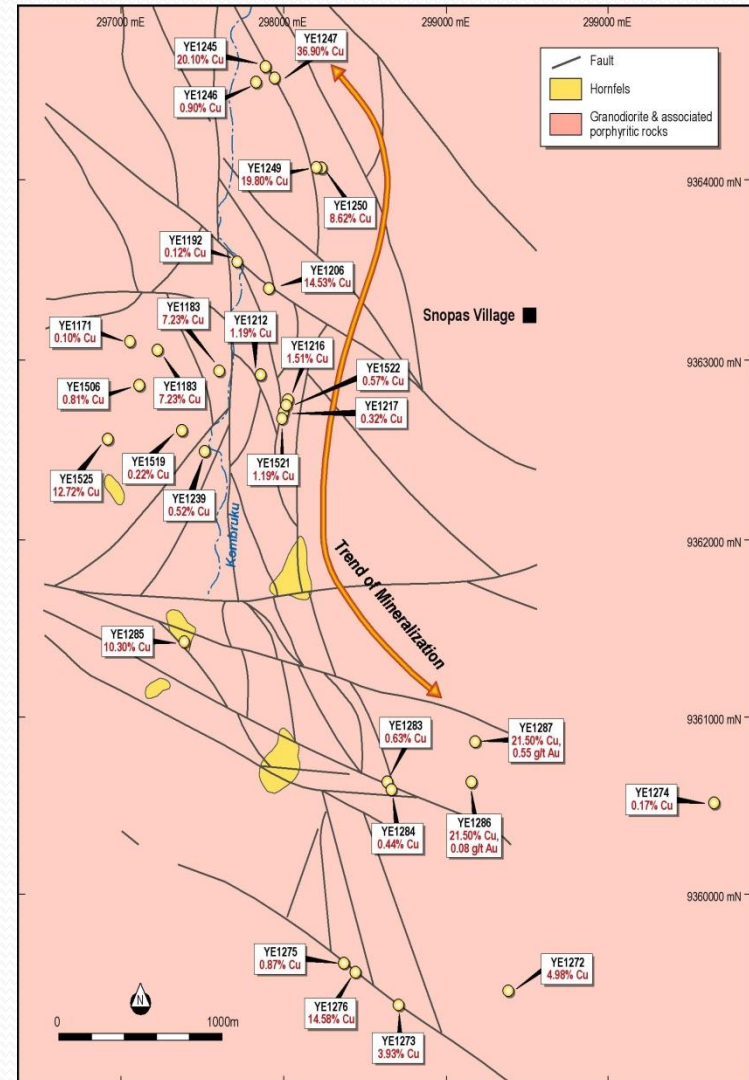 297000 mE
298000 mE
299000 mE
299000 mE
YE1245
20.10% Cu
YE1247
36.90% Cu
YE1246
0.90% Cu
Fault
Hornfels
Granodiorite & associated
porphyritic rocks
9364000 mN
YE1249
19.80% Cu
YE1250
8.62% Cu
YE1192
0.12% Cu
YE1206
14.53% Cu
Snopas Village
YE1183
7.23% Cu
YE1212
1.19% Cu
YE1171
0.10% Cu
YE1216
1.51% Cu
9363000 mN
YE1522
0.57% Cu
YE1506
0.81% Cu
YE1183
7.23% Cu
YE1217
0.32% Cu
YE1519
0.22% Cu
YE1521
1.19% Cu
YE1525
12.72% Cu
YE1239
0.52% Cu
Kombruku
9362000 mN
Trend of Mineralization
YE1285
10.30% Cu
9361000 mN
YE1283
0.63% Cu
YE1287
21.50% Cu,
0.55 g/t Au
YE1274
0.17% Cu
YE1284
0.44% Cu
YE1286
21.50% Cu,
0.08 g/t Au
9360000 mN
YE1275
0.87% Cu
YE1272
4.98% Cu
YE1276
14.58% Cu
YE1273
3.93% Cu
N
0 1000m